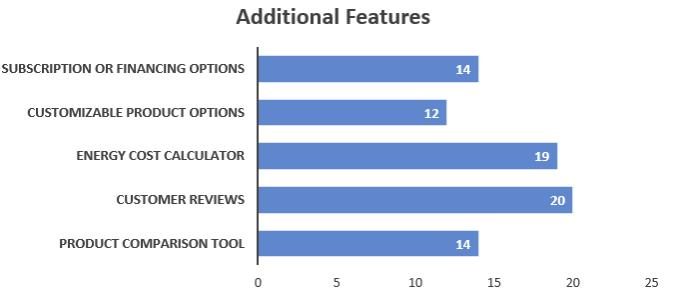 Additional Features
SUBSCRIPTION OR FINANCING OPTIONS
14
CUSTOMIZABLE PRODUCT OPTIONS
12
ENERGY COST CALCULATOR
19
CUSTOMER REVIEWS
20
PRODUCT COMPARISON TOOL
14
0 5 10 15 20 25